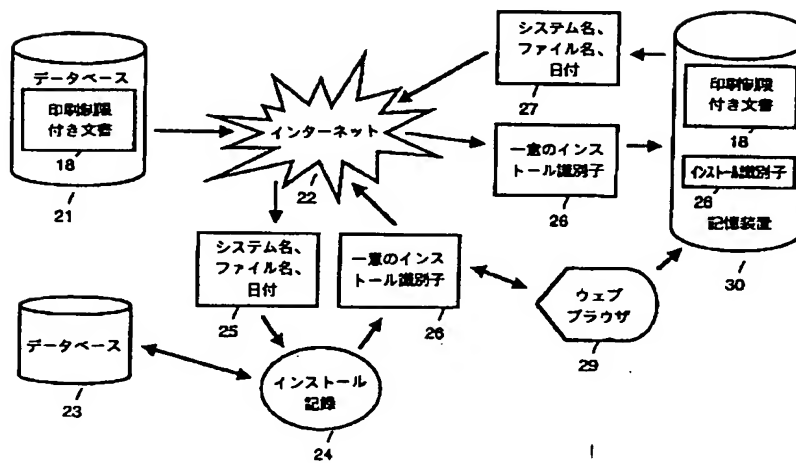 データベース
印刷制限
付き文書
18
21
インターネット
22
システム名、
ファイル名、
日付
27
一意のインス
トール識別子
26
印刷制限
付き文書
18
インストール識別子
28
記憶装置
30
システム名、
ファイル名、
日付
25
一意のインス
トール識別子
26
ウェブ
ブラウザ
29
データベース
23
インストール
記録
24